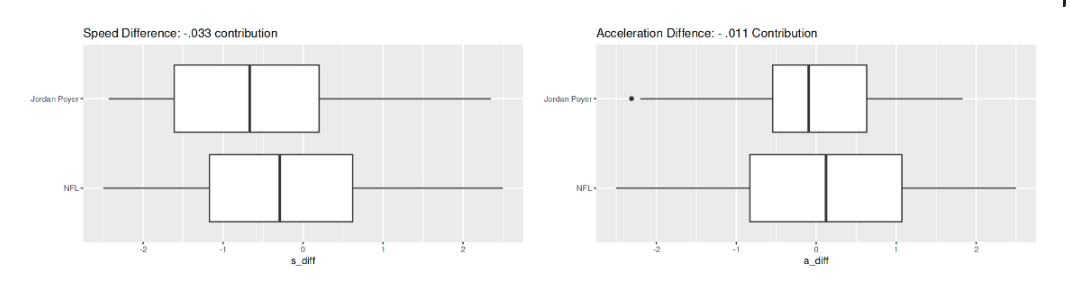 Speed Difference: -.033 contribution
Jordan Poyer
NFL
-2 -1 0 1 2
s_diff
Acceleration Diffence: - .011 Contribution
Jordan Poyer
NFL
-2 -1 0 1 2
a_diff